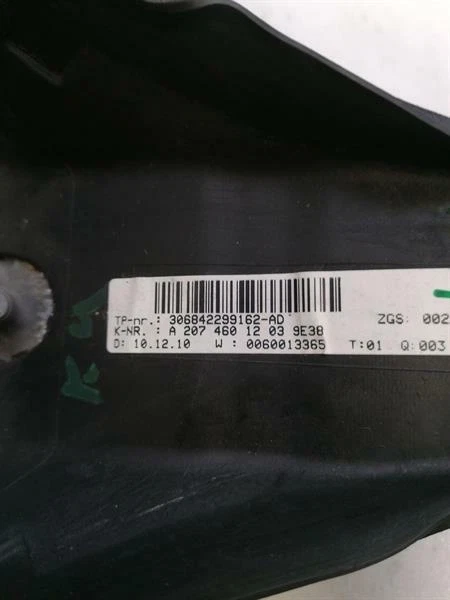 TP-nr.: 306842299162-AD ZGS: 002
K-NR. : A 207 460 12 03 9E38
D: 10.12.10 W : 0060013365 T:01 Q:003